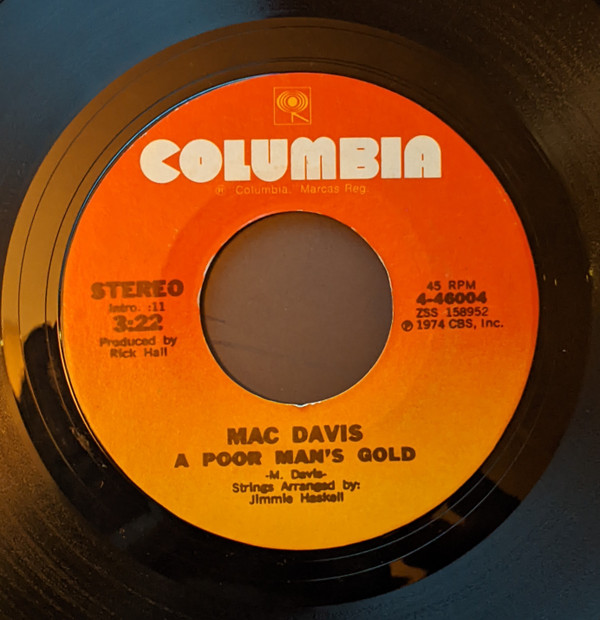 COLUMBIA
® Columbia, Marcas Reg.
STEREO
Intro. :11
3:22
Produced by
Rick Hall
45 RPM
4-46004
ZSS 158952
℗ 1974 CBS, Inc.
MAC DAVIS
A POOR MAN'S GOLD
-M. Davis-
Strings Arranged by:
Jimmie Haskell